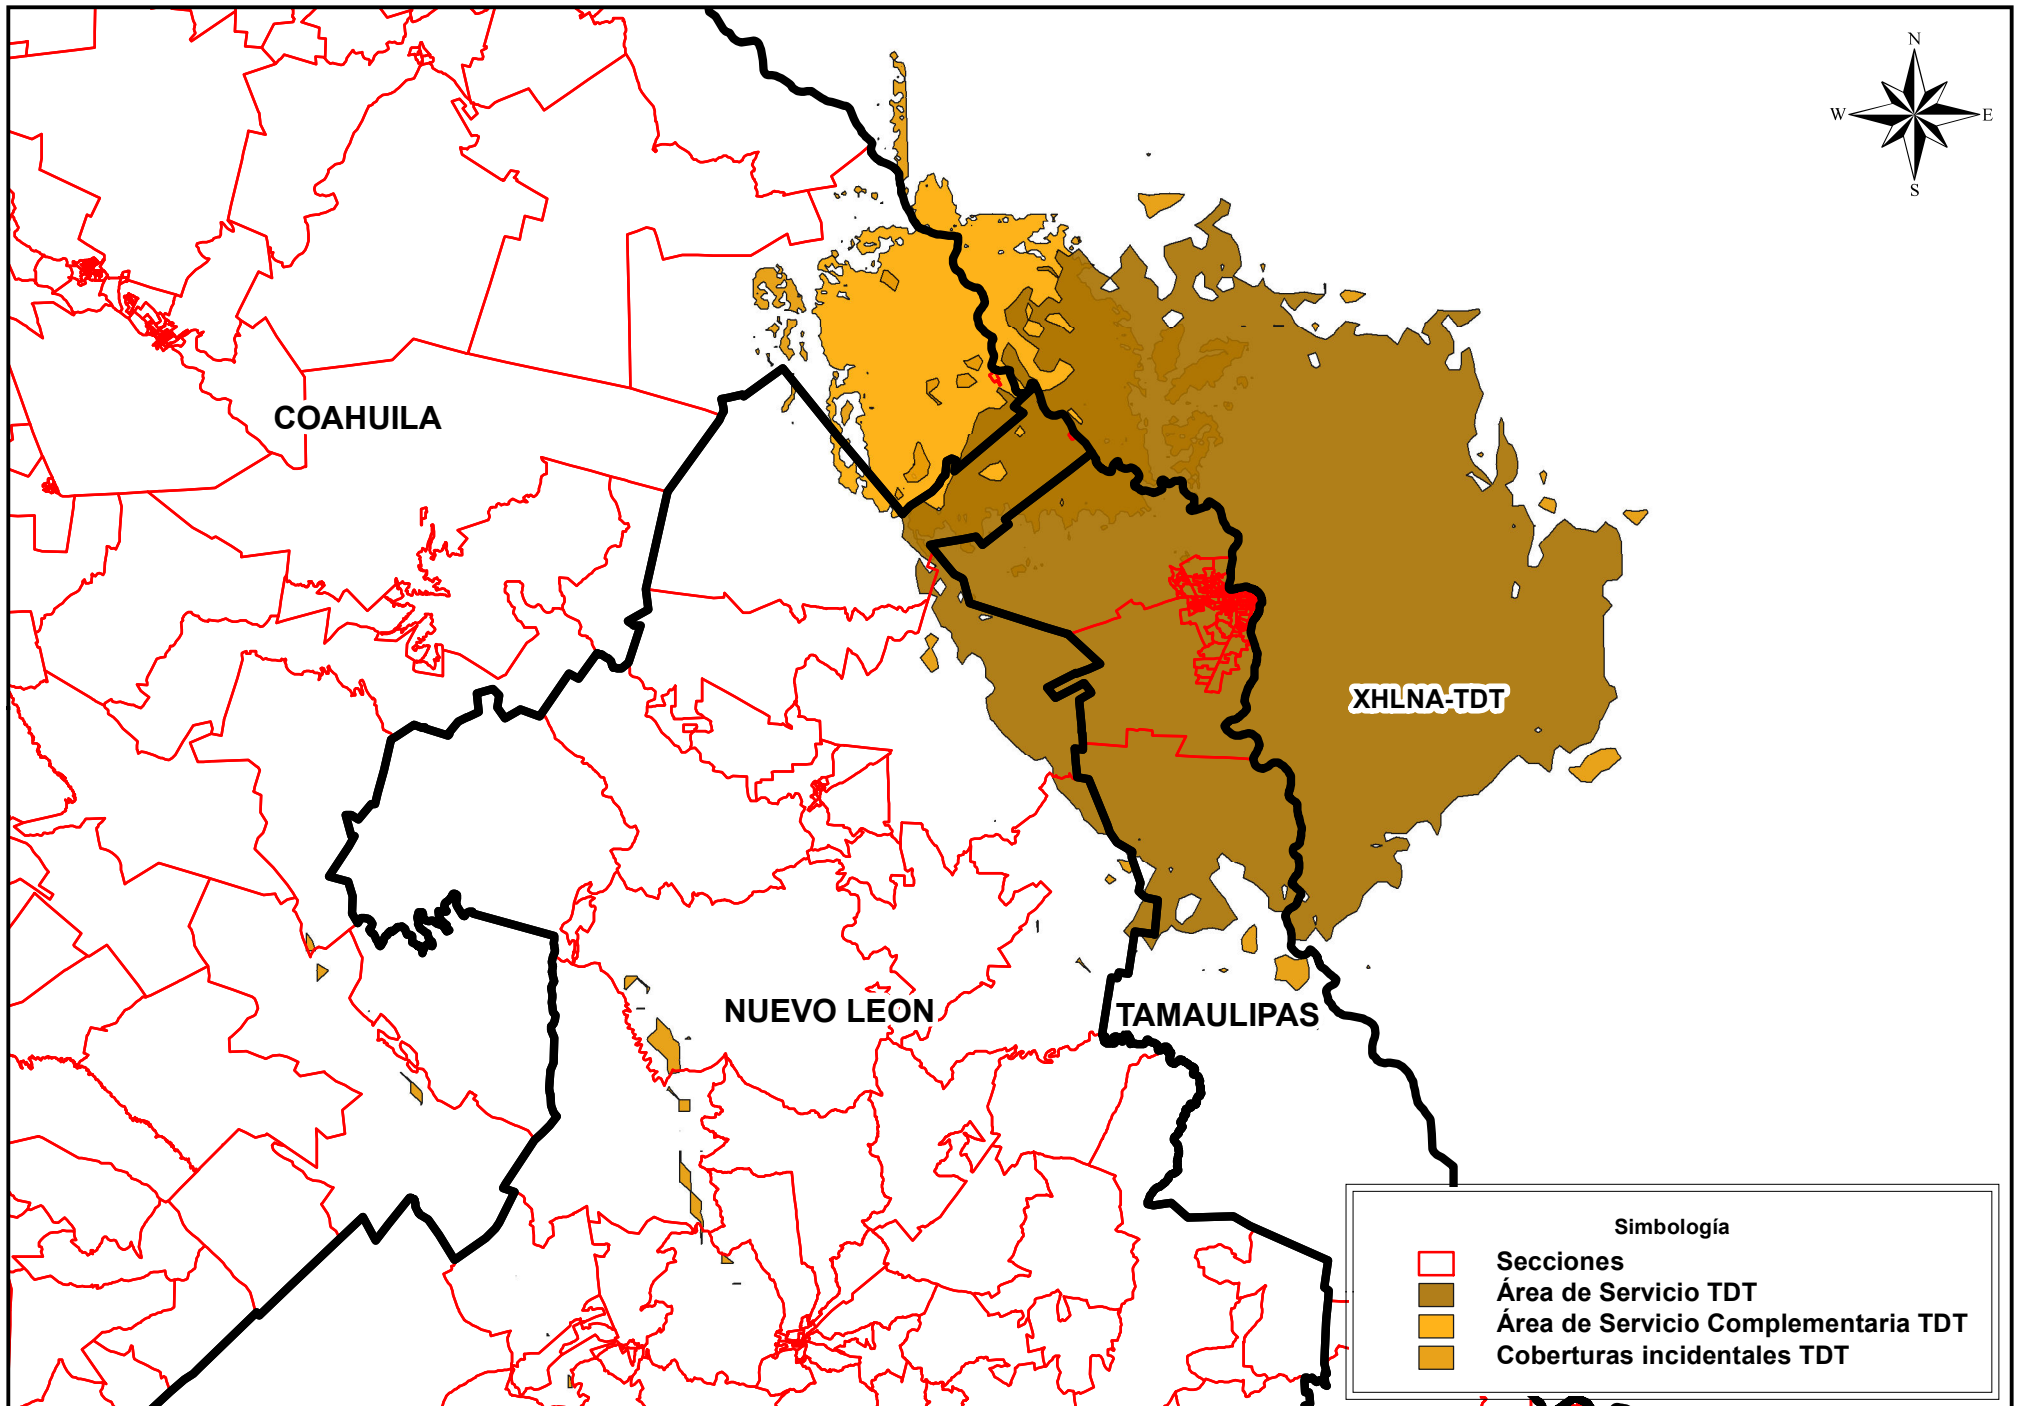 N
W E
S
COAHUILA
XHLNA-TDT
NUEVO LEON
TAMAULIPAS
Simbología
Secciones
Área de Servicio TDT
Área de Servicio Complementaria TDT
Coberturas incidentales TDT